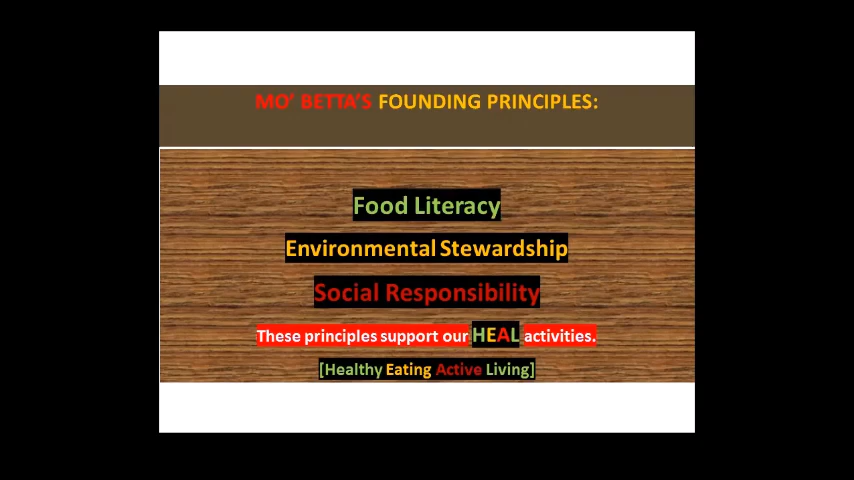 MO’ BETTA’S FOUNDING PRINCIPLES:
Food Literacy
Environmental Stewardship
Social Responsibility
These principles support our HEAL activities.
[Healthy Eating Active Living]